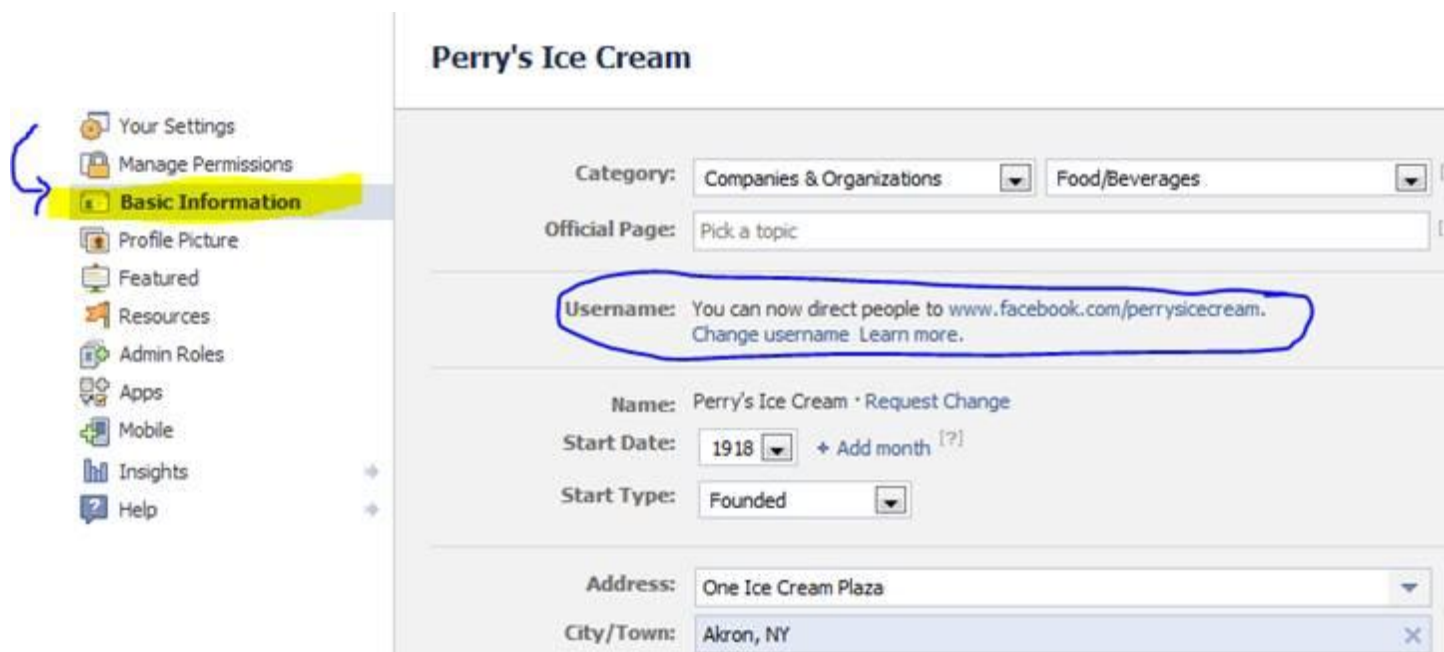 Perry's Ice Cream
Your Settings
Manage Permissions
Basic Information
Profile Picture
Featured
Resources
Admin Roles
Apps
Mobile
Insights
Help
Category: Companies & Organizations Food/Beverages
Official Page: Pick a topic
Username: You can now direct people to www.facebook.com/perrysicecream.
Change username Learn more.
Name: Perry's Ice Cream · Request Change
Start Date: 1918 + Add month [?]
Start Type: Founded
Address: One Ice Cream Plaza
City/Town: Akron, NY